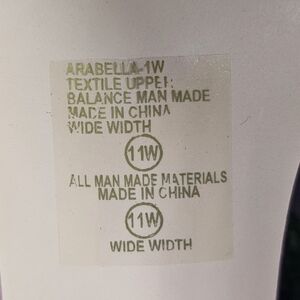 ARABELLA-1W
TEXTILE UPPER
BALANCE MAN MADE
MADE IN CHINA
WIDE WIDTH
11W
ALL MAN MADE MATERIALS
MADE IN CHINA
11W
WIDE WIDTH